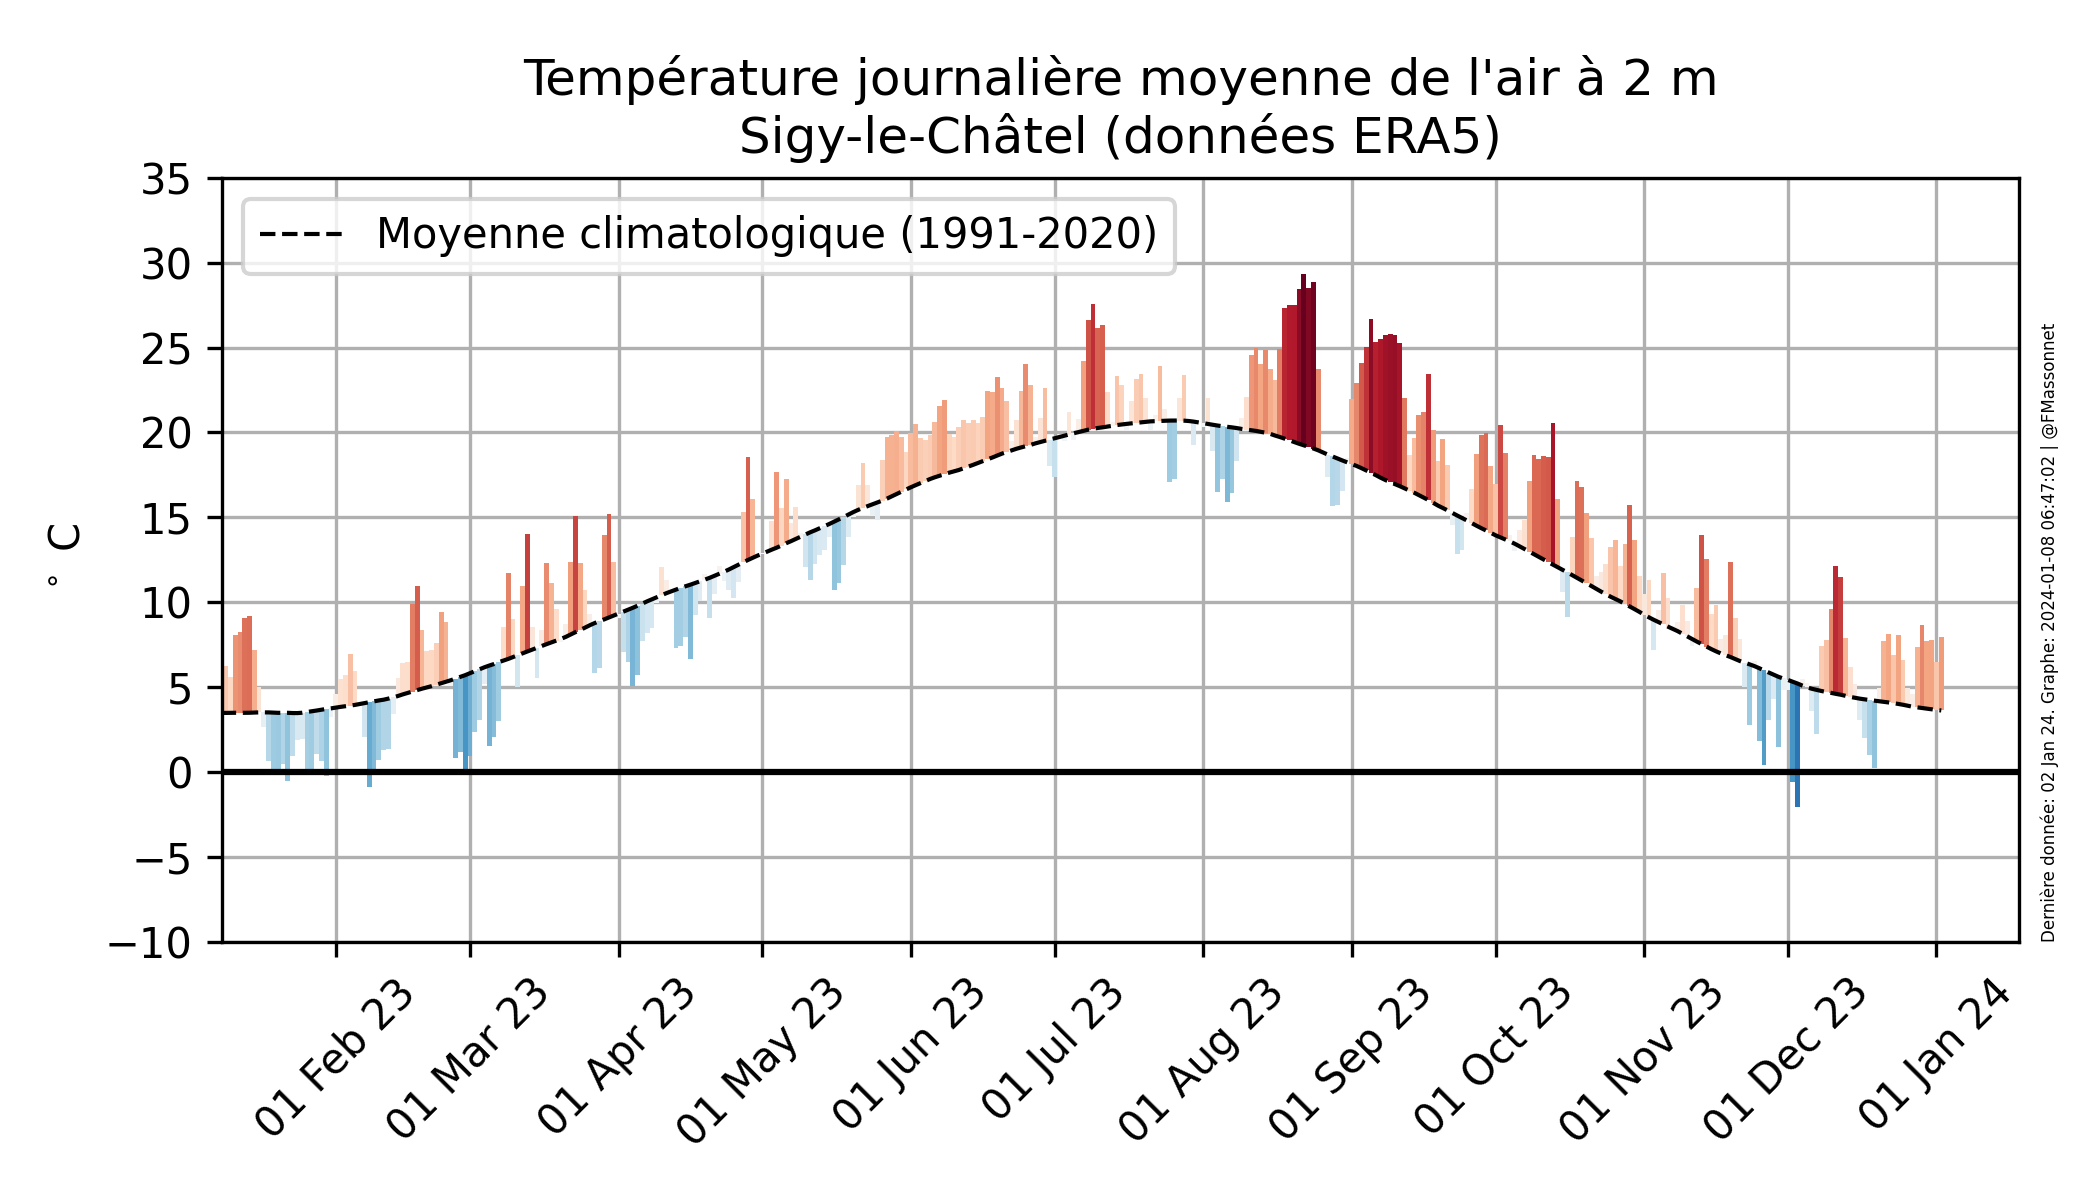 Température journalière moyenne de l'air à 2 m
Sigy-le-Châtel (données ERA5)
Moyenne climatologique (1991-2020)
° C
35
30
25
20
15
10
5
0
−5
−10
01 Feb 23
01 Mar 23
01 Apr 23
01 May 23
01 Jun 23
01 Jul 23
01 Aug 23
01 Sep 23
01 Oct 23
01 Nov 23
01 Dec 23
01 Jan 24
Dernière donnée: 02 Jan 24. Graphe: 2024-01-08 06:47:02 | @FMassonnet